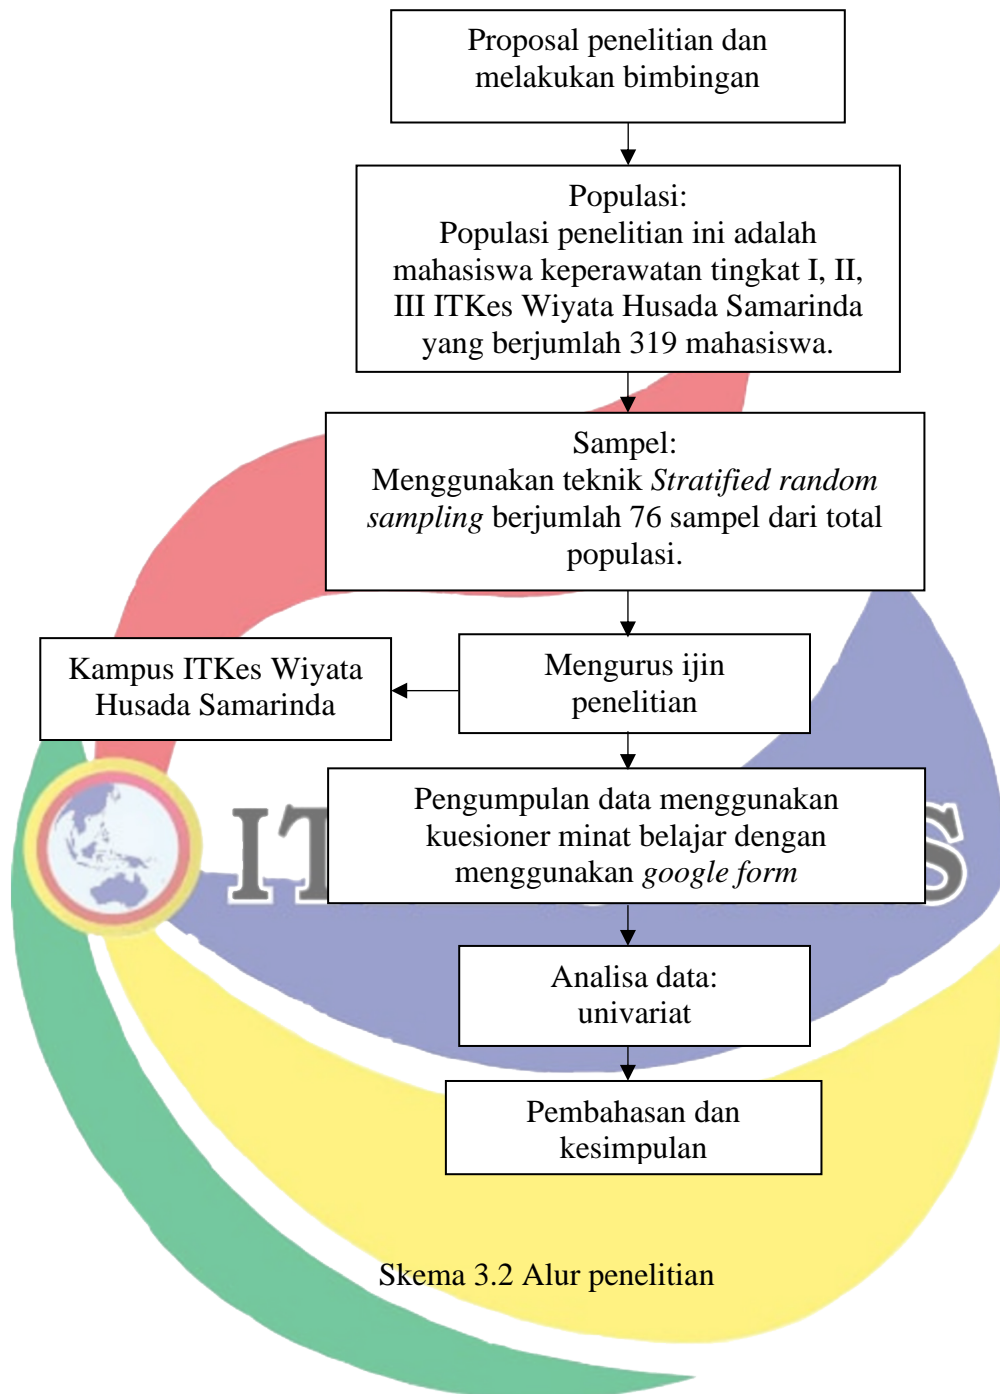 Proposal penelitian dan
melakukan bimbingan
Populasi:
Populasi penelitian ini adalah
mahasiswa keperawatan tingkat I, II,
III ITKes Wiyata Husada Samarinda
yang berjumlah 319 mahasiswa.
Sampel:
Menggunakan teknik Stratified random
sampling berjumlah 76 sampel dari total
populasi.
Kampus ITKes Wiyata
Husada Samarinda
Mengurus ijin
penelitian
Pengumpulan data menggunakan
kuesioner minat belajar dengan
menggunakan google form
Analisa data:
univariat
Pembahasan dan
kesimpulan
Skema 3.2 Alur penelitian